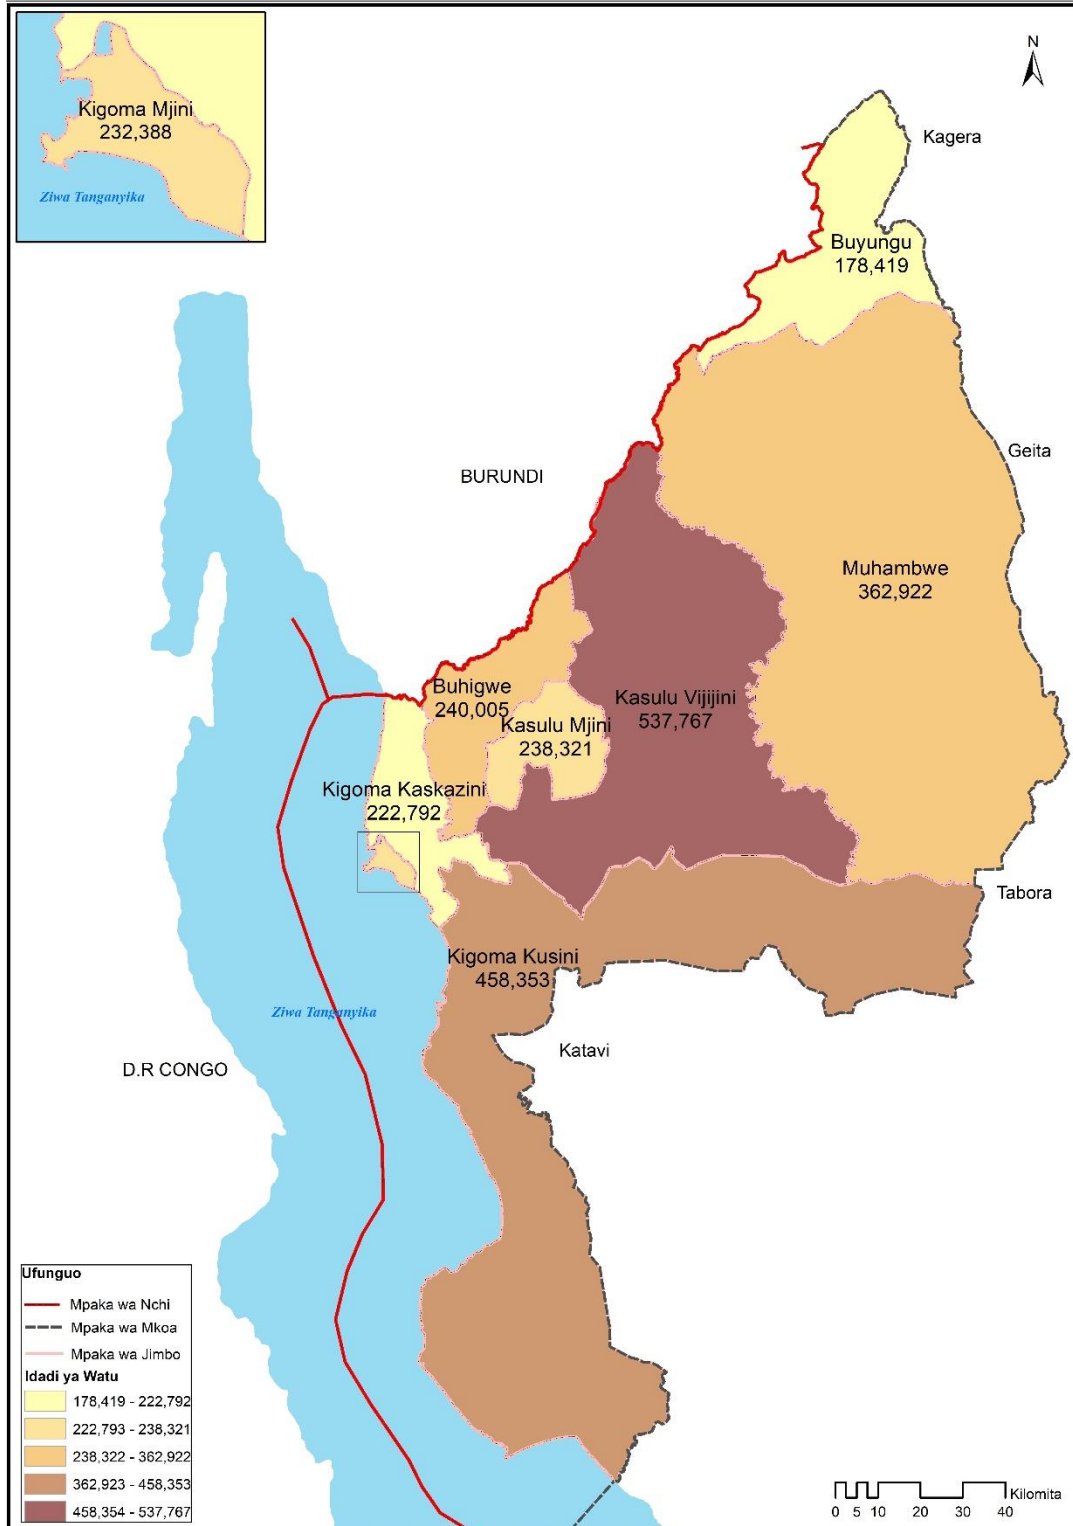 Kigoma Mjini
232,388
Ziwa Tanganyika
N
Kagera
Buyungu
178,419
Geita
BURUNDI
Muhambwe
362,922
Buhigwe
240,005
Kasulu Vijijini
537,767
Kasulu Mjini
238,321
Kigoma Kaskazini
222,792
Tabora
Kigoma Kusini
458,353
Ziwa Tanganyika
Katavi
D.R CONGO
Ufunguo
Mpaka wa Nchi
Mpaka wa Mkoa
Mpaka wa Jimbo
Idadi ya Watu
178,419 - 222,792
222,793 - 238,321
238,322 - 362,922
362,923 - 458,353
458,354 - 537,767
Kilomita
0 5 10 20 30 40